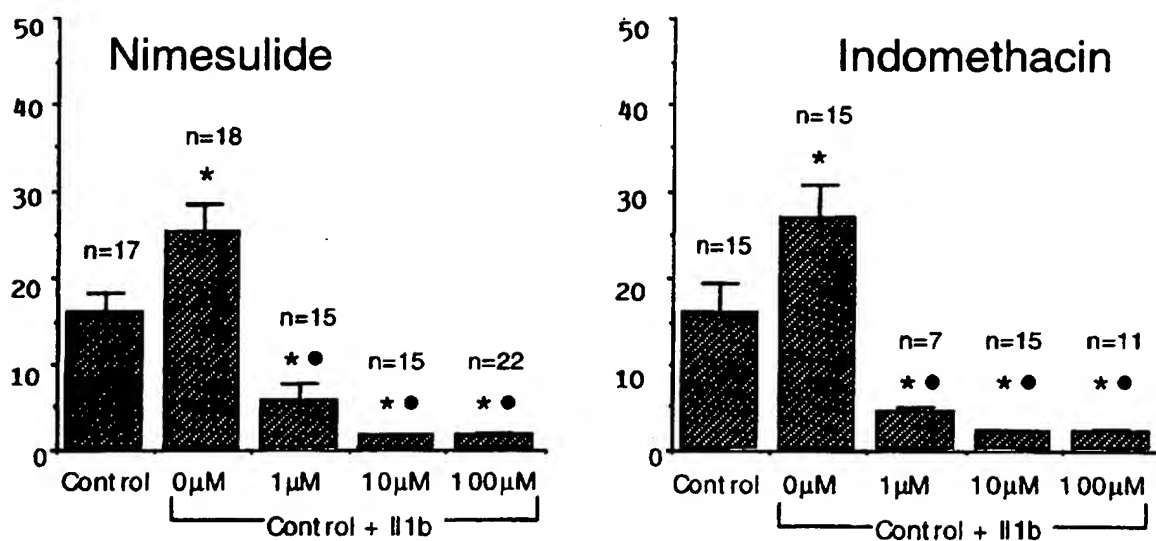 Nimesulide
50
40
30
20
10
0
n=17
n=18
*
n=15
* ●
n=15
* ●
n=22
* ●
Control 0µM 1µM 10µM 100µM
Control + Il1b
Indomethacin
50
40
30
20
10
0
n=15
n=15
*
n=7
* ●
n=15
* ●
n=11
* ●
Control 0µM 1µM 10µM 100µM
Control + Il1b